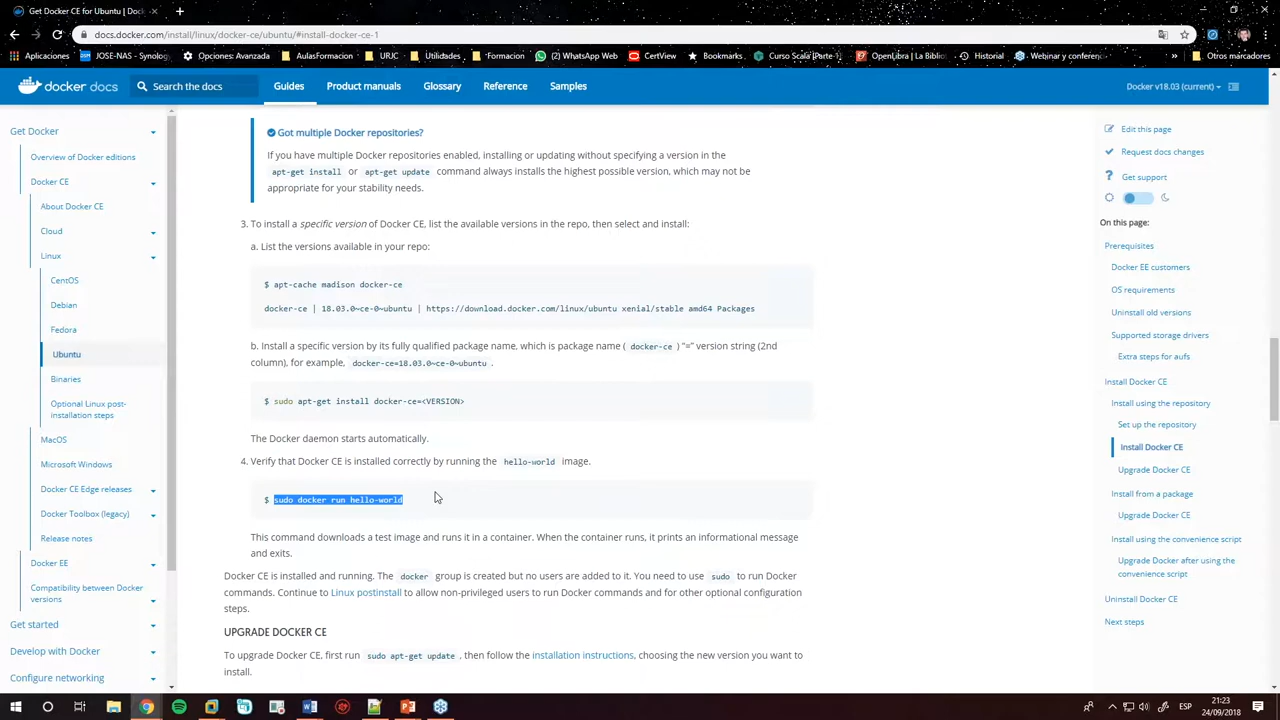 Get Docker CE for Ubuntu | Doc
docs.docker.com/install/linux/docker-ce/ubuntu/#install-docker-ce-1
Aplicaciones
JOSE-NAS - Synology
Opciones: Avanzada
AulasFormacion
URJC
Utilidades
*Formacion
(2) WhatsApp Web
CertView
Bookmarks
Curso Scala(Parte-1)
OpenLibra | La Biblio
Historial
Webinar y conference
Otros marcadores
docker docs
Search the docs
Guides
Product manuals
Glossary
Reference
Samples
Docker v18.03 (current)
Get Docker
Overview of Docker editions
Docker CE
About Docker CE
Cloud
Linux
CentOS
Debian
Fedora
Ubuntu
Binaries
Optional Linux post-
installation steps
MacOS
Microsoft Windows
Docker CE Edge releases
Docker Toolbox (legacy)
Release notes
Docker EE
Compatibility between Docker
versions
Get started
Develop with Docker
Configure networking
Got multiple Docker repositories?
If you have multiple Docker repositories enabled, installing or updating without specifying a version in the
apt-get install or apt-get update command always installs the highest possible version, which may not be
appropriate for your stability needs.
3. To install a specific version of Docker CE, list the available versions in the repo, then select and install:
a. List the versions available in your repo:
$ apt-cache madison docker-ce
docker-ce | 18.03.0~ce-0~ubuntu | https://download.docker.com/linux/ubuntu xenial/stable amd64 Packages
b. Install a specific version by its fully qualified package name, which is package name ( docker-ce ) "=" version string (2nd
column), for example, docker-ce=18.03.0~ce-0~ubuntu .
$ sudo apt-get install docker-ce=<VERSION>
The Docker daemon starts automatically.
4. Verify that Docker CE is installed correctly by running the hello-world image.
$ sudo docker run hello-world
This command downloads a test image and runs it in a container. When the container runs, it prints an informational message
and exits.
Docker CE is installed and running. The docker group is created but no users are added to it. You need to use sudo to run Docker
commands. Continue to Linux postinstall to allow non-privileged users to run Docker commands and for other optional configuration
steps.
UPGRADE DOCKER CE
To upgrade Docker CE, first run sudo apt-get update , then follow the installation instructions, choosing the new version you want to
install.
Edit this page
Request docs changes
Get support
On this page:
Prerequisites
Docker EE customers
OS requirements
Uninstall old versions
Supported storage drivers
Extra steps for aufs
Install Docker CE
Install using the repository
Set up the repository
Install Docker CE
Upgrade Docker CE
Install from a package
Upgrade Docker CE
Install using the convenience script
Upgrade Docker after using the
convenience script
Uninstall Docker CE
Next steps
ESP
21:23
24/09/2018